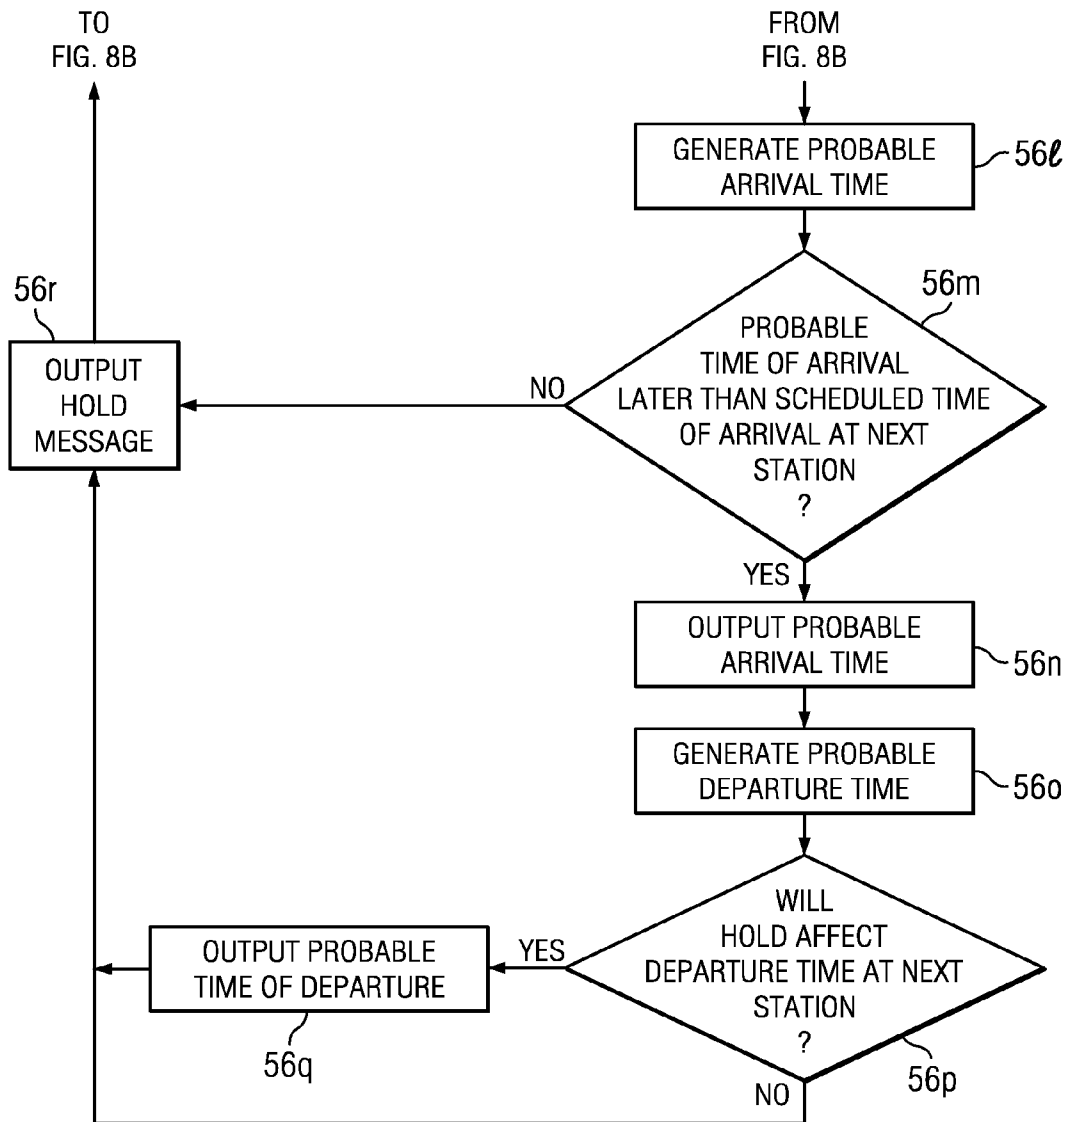 TO
FIG. 8B
FROM
FIG. 8B
GENERATE PROBABLE
ARRIVAL TIME
56ℓ
56m
PROBABLE
TIME OF ARRIVAL
LATER THAN SCHEDULED TIME
OF ARRIVAL AT NEXT
STATION
?
NO
56r
OUTPUT
HOLD
MESSAGE
YES
OUTPUT PROBABLE
ARRIVAL TIME
56n
GENERATE PROBABLE
DEPARTURE TIME
56o
WILL
HOLD AFFECT
DEPARTURE TIME AT NEXT
STATION
?
YES
OUTPUT PROBABLE
TIME OF DEPARTURE
56q
56p
NO